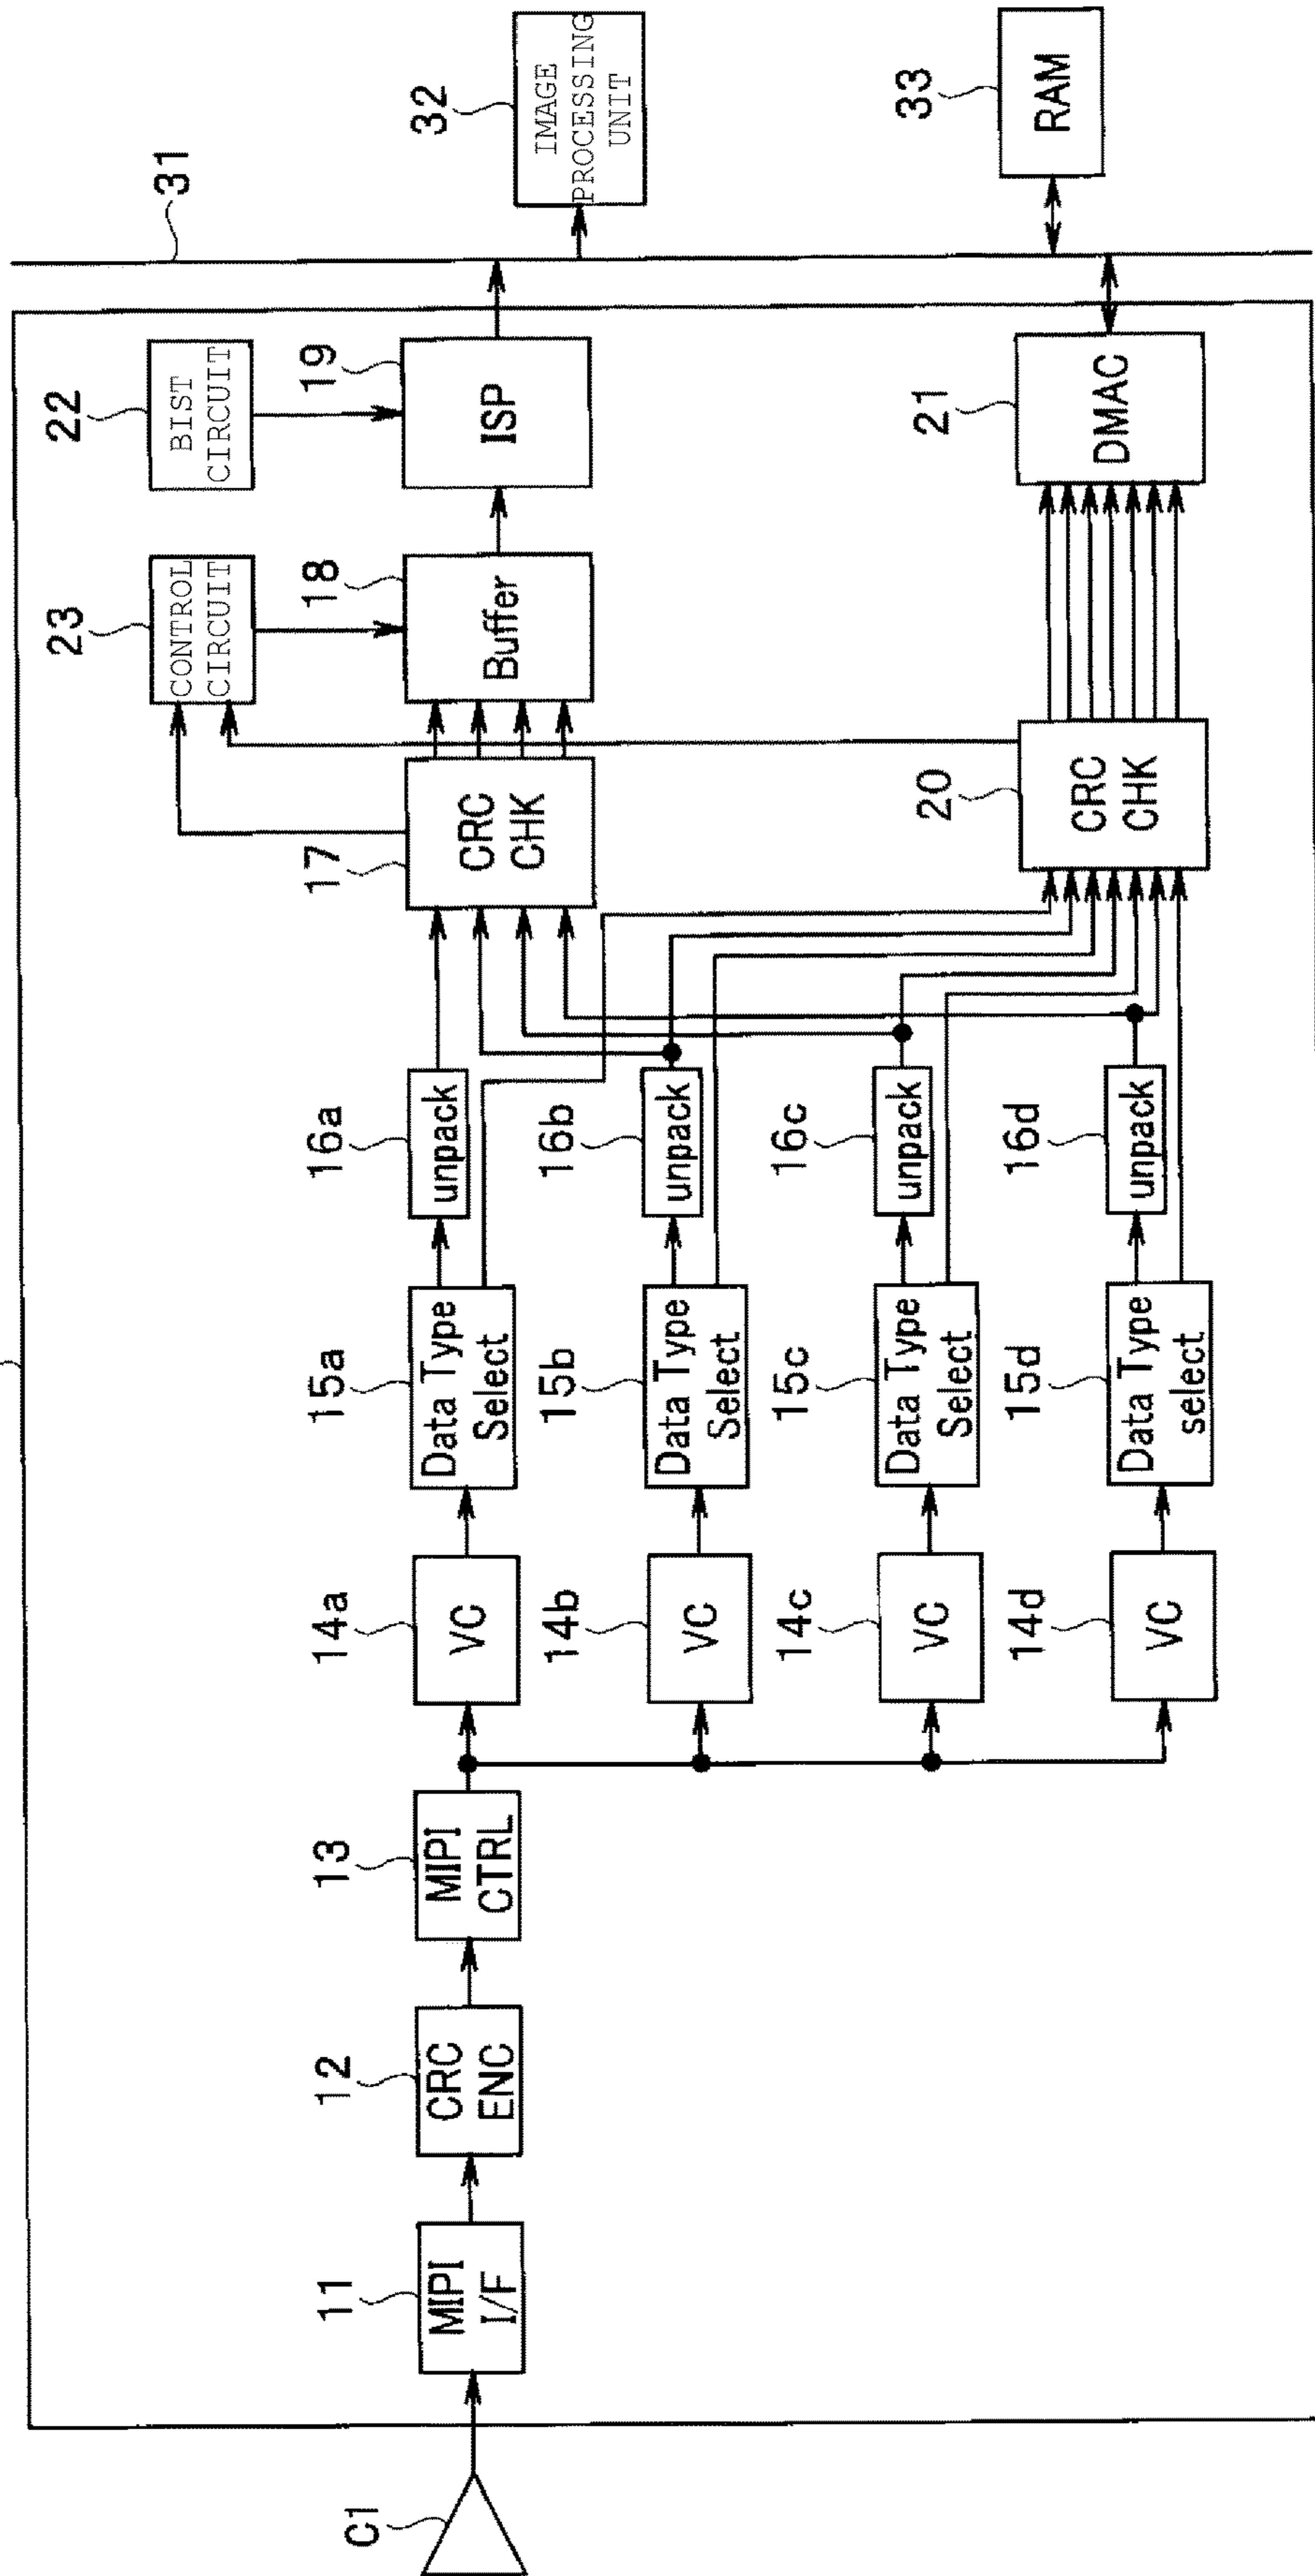 22
BIST
CIRCUIT
31
32
IMAGE
PROCESSING
UNIT
23
CONTROL
CIRCUIT
19
ISP
18
Buffer
17
CRC
CHK
16a
unpack
15a
Data Type
Select
14a
VC
13
MIPI
CTRL
12
CRC
ENC
11
MIPI
I/F
C1
16b
unpack
15b
Data Type
Select
14b
VC
16c
unpack
15c
Data Type
Select
14c
VC
16d
unpack
15d
Data Type
select
14d
VC
20
CRC
CHK
21
DMAC
33
RAM